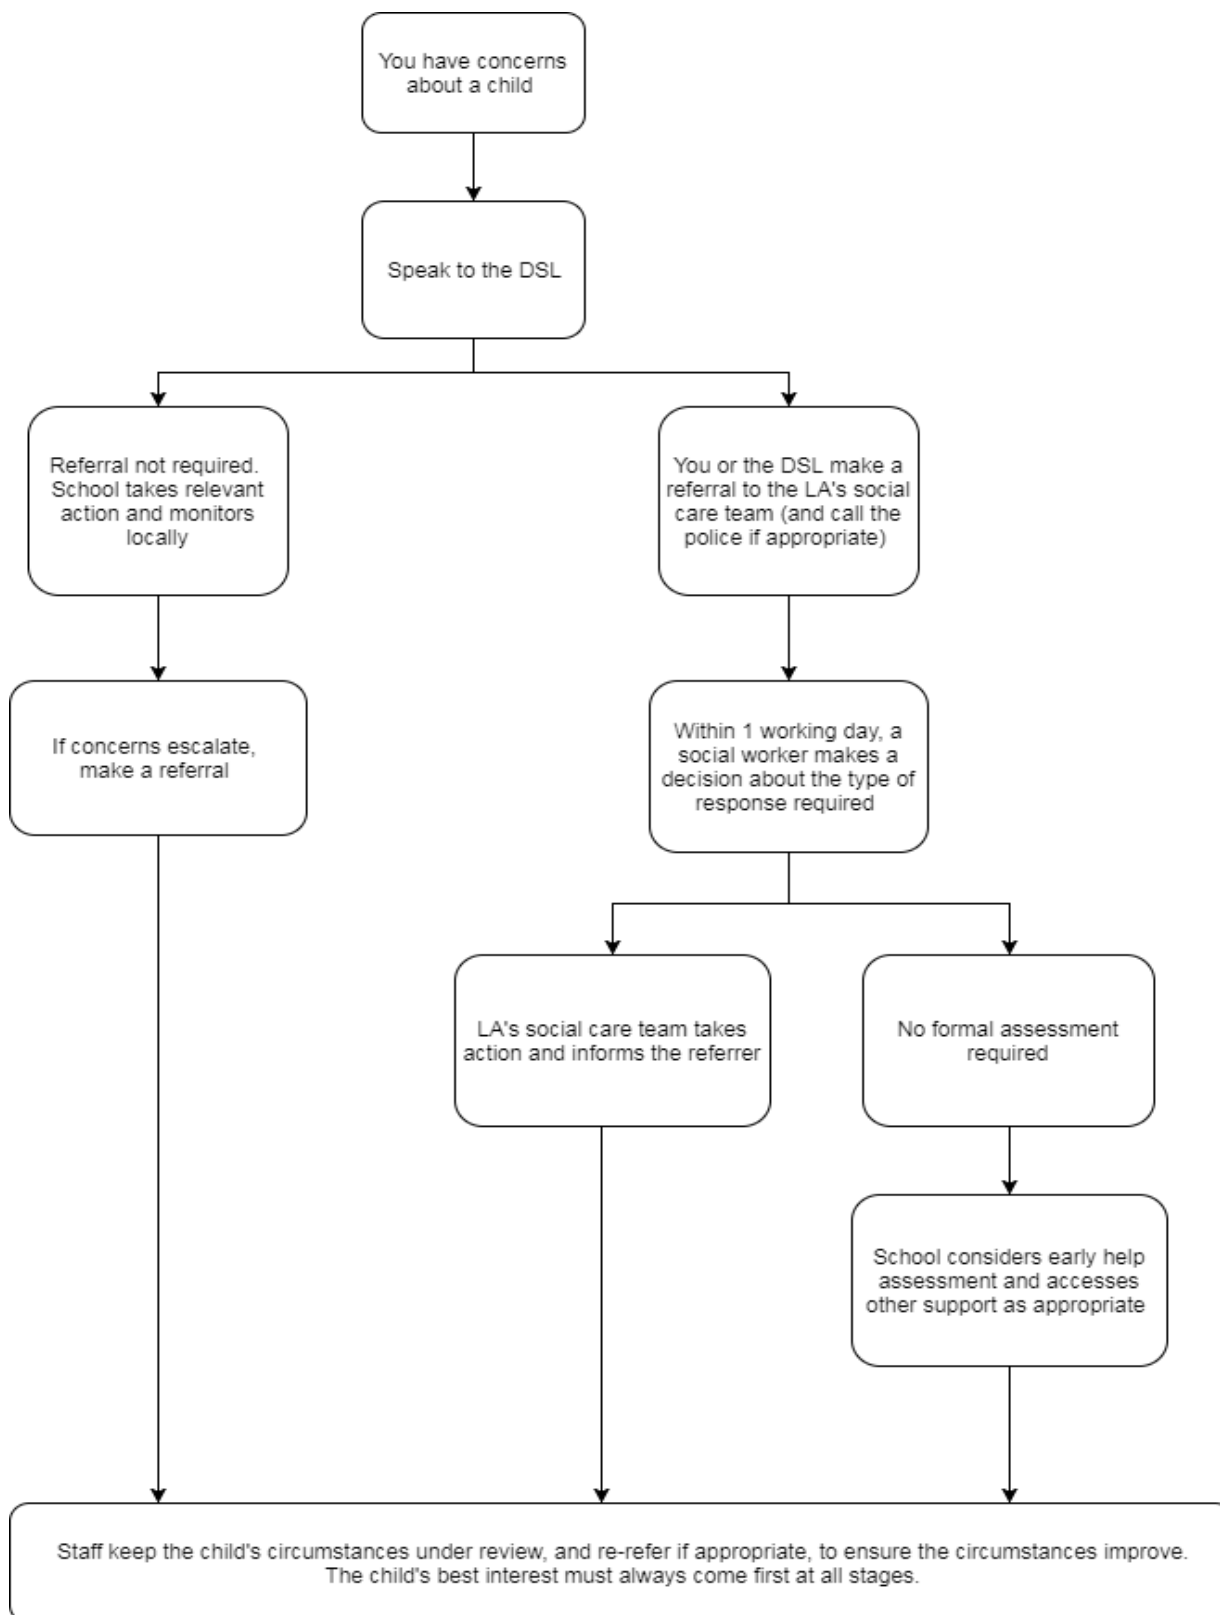 You have concerns
about a child
Speak to the DSL
Referral not required.
School takes relevant
action and monitors
locally
You or the DSL make a
referral to the LA's social
care team (and call the
police if appropriate)
If concerns escalate,
make a referral
Within 1 working day, a
social worker makes a
decision about the type of
response required
LA's social care team takes
action and informs the referrer
No formal assessment
required
School considers early help
assessment and accesses
other support as appropriate
Staff keep the child's circumstances under review, and re-refer if appropriate, to ensure the circumstances improve.
The child's best interest must always come first at all stages.